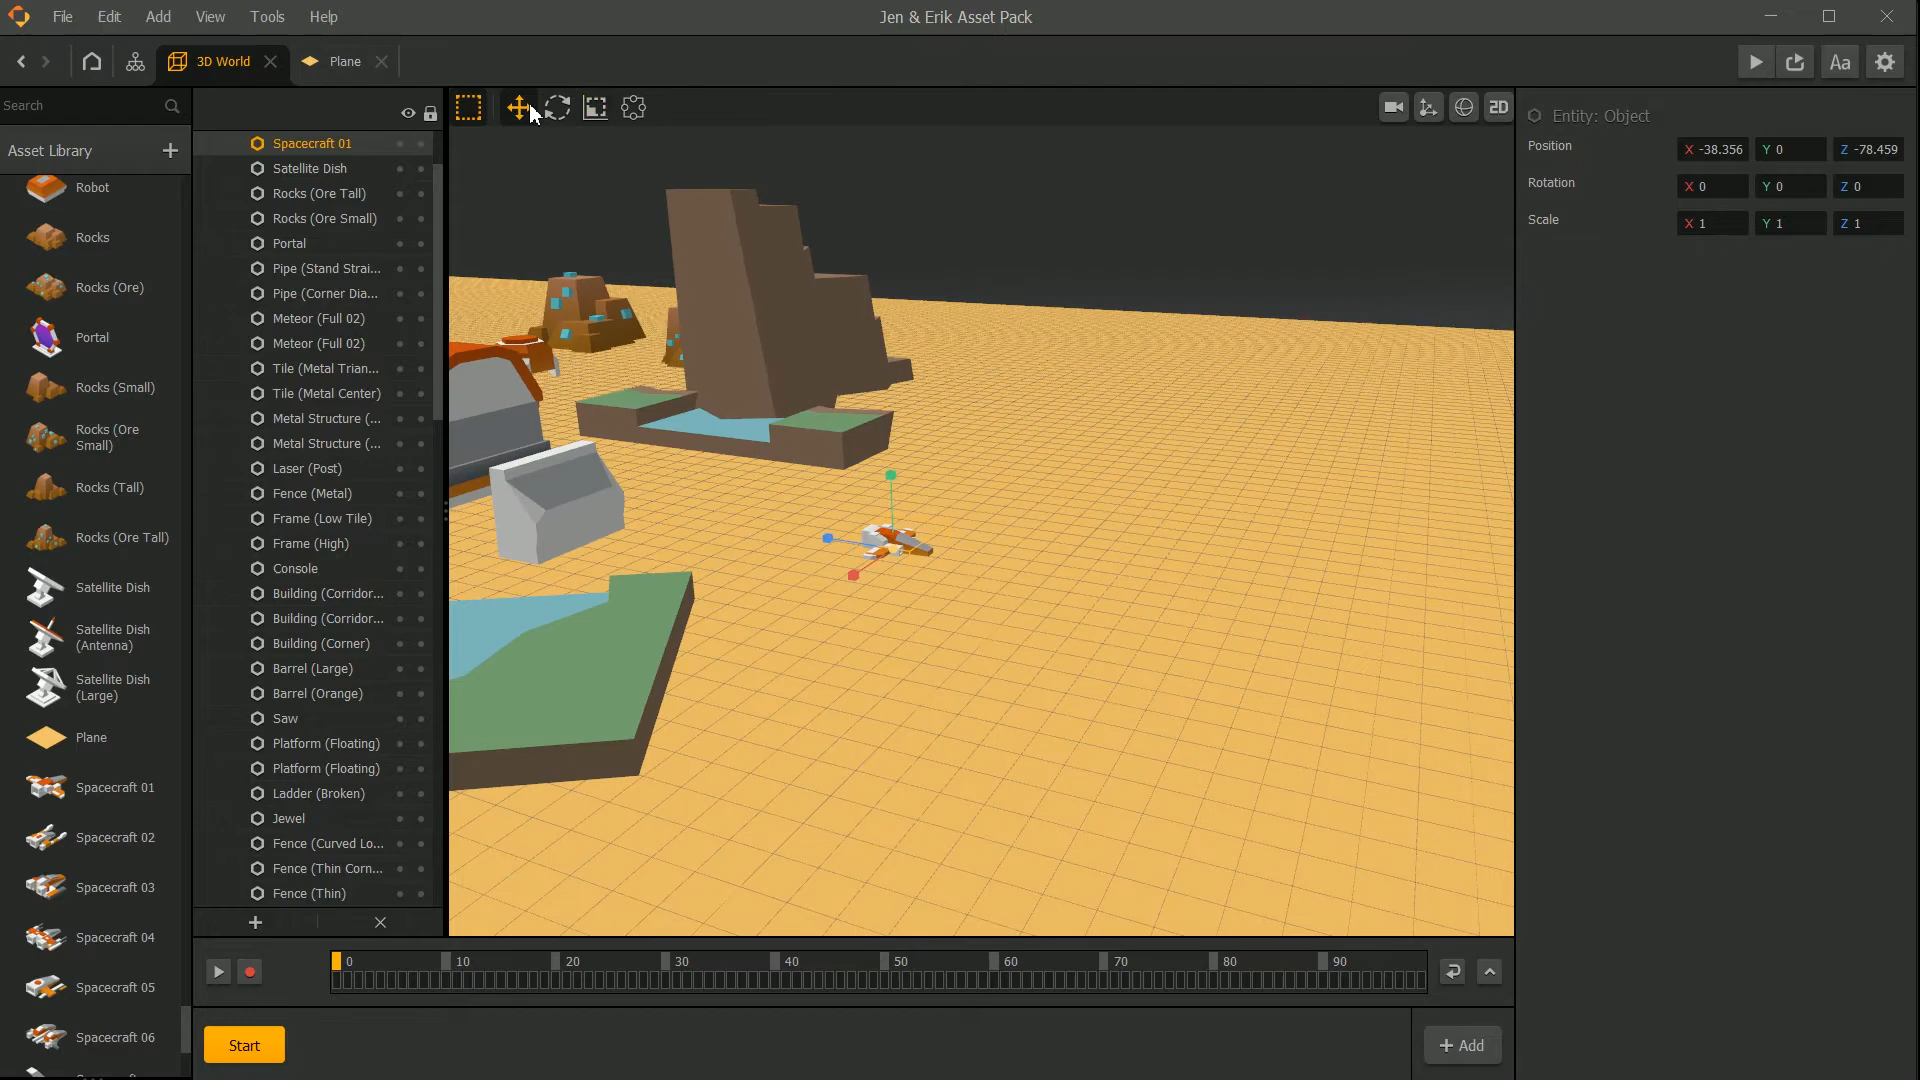 File Edit View Add Tools Help
Jen & Erik Asset Pack
3D World
Plane
Aa
Search
Asset Library
Robot
Rocks
Rocks (Ore)
Portal
Rocks (Small)
Rocks (Ore
Small)
Rocks (Tall)
Rocks (Ore Tall)
Satellite Dish
Satellite Dish
(Antenna)
Satellite Dish
(Large)
Plane
Spacecraft 01
Spacecraft 02
Spacecraft 03
Spacecraft 04
Spacecraft 05
Spacecraft 06
Spacecraft 01
Satellite Dish
Rocks (Ore Tall)
Rocks (Ore Small)
Portal
Pipe (Stand Strai...
Pipe (Corner Dia...
Meteor (Full 02)
Meteor (Full 02)
Tile (Metal Trian...
Tile (Metal Center)
Metal Structure (...
Metal Structure (...
Laser (Post)
Fence (Metal)
Frame (Low Tile)
Frame (High)
Console
Building (Corridor...
Building (Corridor...
Building (Corner)
Barrel (Large)
Barrel (Orange)
Saw
Platform (Floating)
Platform (Floating)
Ladder (Broken)
Jewel
Fence (Curved Lo...
Fence (Thin Corn...
Fence (Thin)
2D
Entity: Object
Position X -38.356 Y 0 Z -78.459
Rotation X 0 Y 0 Z 0
Scale X 1 Y 1 Z 1
0 10 20 30 40 50 60 70 80 90
Start
+ Add